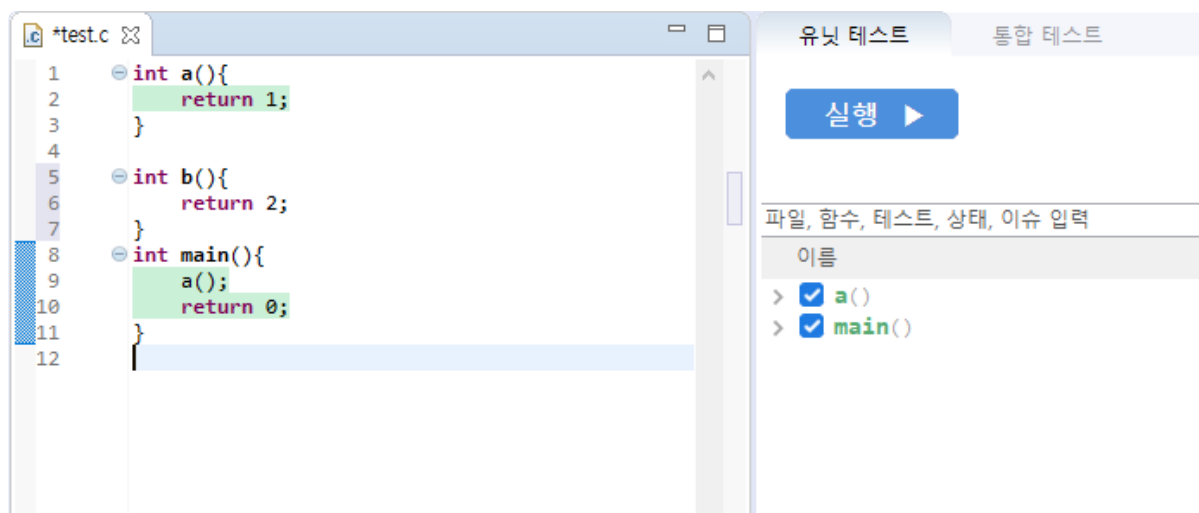 *test.c
1 int a(){
2 return 1;
3 }
4
5 int b(){
6 return 2;
7 }
8 int main(){
9 a();
10 return 0;
11 }
12
유닛 테스트 통합 테스트
실행
파일, 함수, 테스트, 상태, 이슈 입력
이름
a()
main()